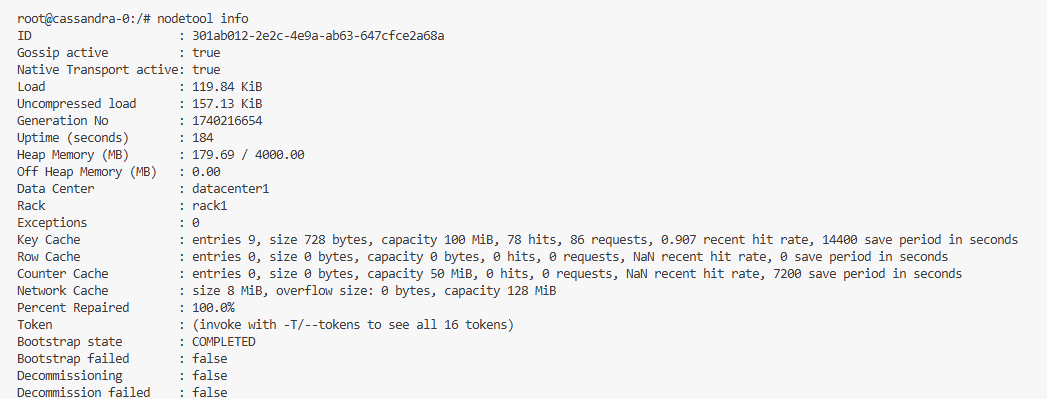 root@cassandra-0:/# nodetool info
ID                     : 301ab012-2e2c-4e9a-ab63-647cfce2a68a
Gossip active          : true
Native Transport active: true
Load                   : 119.84 KiB
Uncompressed load      : 157.13 KiB
Generation No          : 1740216654
Uptime (seconds)       : 184
Heap Memory (MB)       : 179.69 / 4000.00
Off Heap Memory (MB)   : 0.00
Data Center            : datacenter1
Rack                   : rack1
Exceptions             : 0
Key Cache              : entries 9, size 728 bytes, capacity 100 MiB, 78 hits, 86 requests, 0.907 recent hit rate, 14400 save period in seconds
Row Cache              : entries 0, size 0 bytes, capacity 0 bytes, 0 hits, 0 requests, NaN recent hit rate, 0 save period in seconds
Counter Cache          : entries 0, size 0 bytes, capacity 50 MiB, 0 hits, 0 requests, NaN recent hit rate, 7200 save period in seconds
Network Cache          : size 8 MiB, overflow size: 0 bytes, capacity 128 MiB
Percent Repaired       : 100.0%
Token                  : (invoke with -T/--tokens to see all 16 tokens)
Bootstrap state        : COMPLETED
Bootstrap failed       : false
Decommissioning        : false
Decommission failed    : false